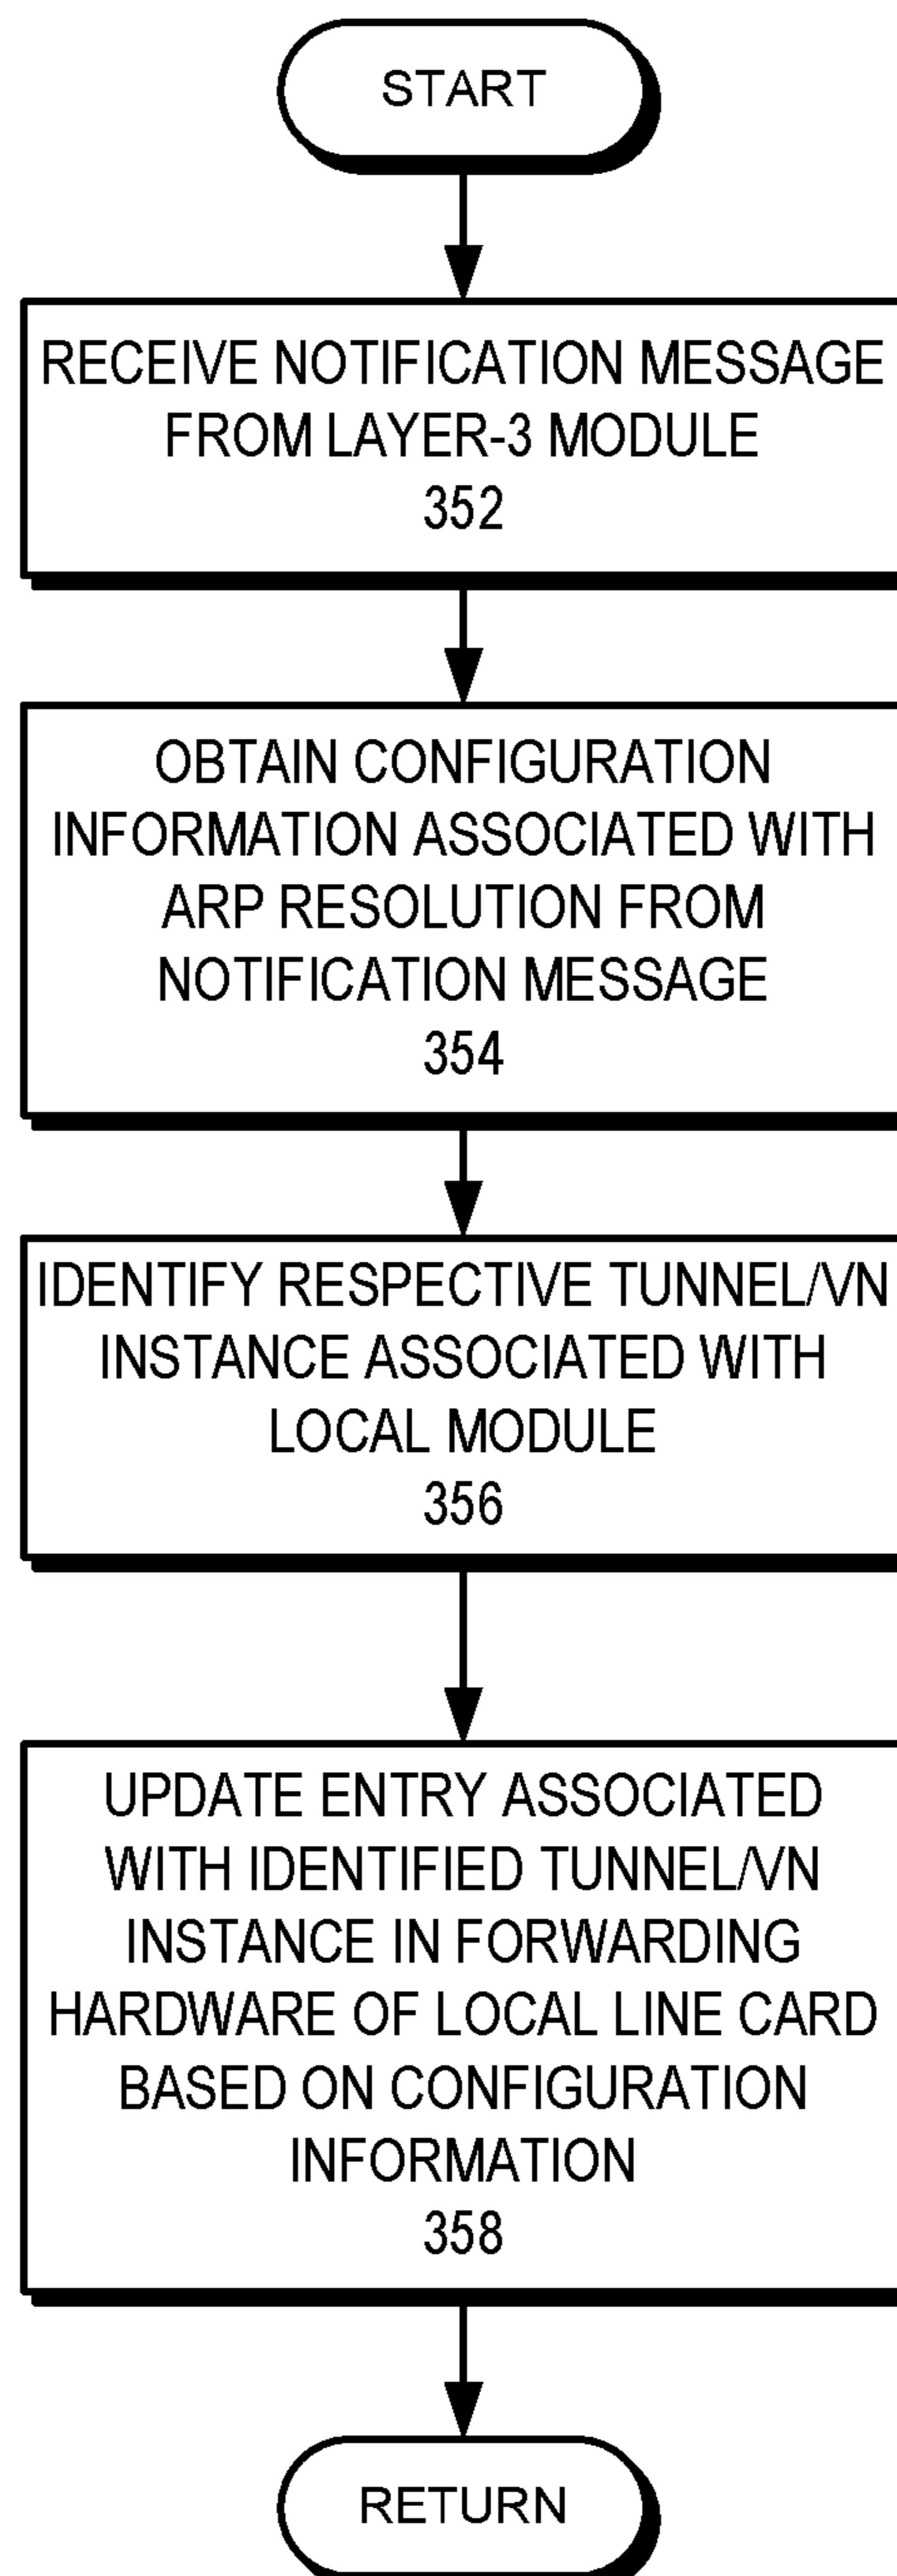 START
RECEIVE NOTIFICATION MESSAGE
FROM LAYER-3 MODULE
352
OBTAIN CONFIGURATION
INFORMATION ASSOCIATED WITH
ARP RESOLUTION FROM
NOTIFICATION MESSAGE
354
IDENTIFY RESPECTIVE TUNNEL/VN
INSTANCE ASSOCIATED WITH
LOCAL MODULE
356
UPDATE ENTRY ASSOCIATED
WITH IDENTIFIED TUNNEL/VN
INSTANCE IN FORWARDING
HARDWARE OF LOCAL LINE CARD
BASED ON CONFIGURATION
INFORMATION
358
RETURN